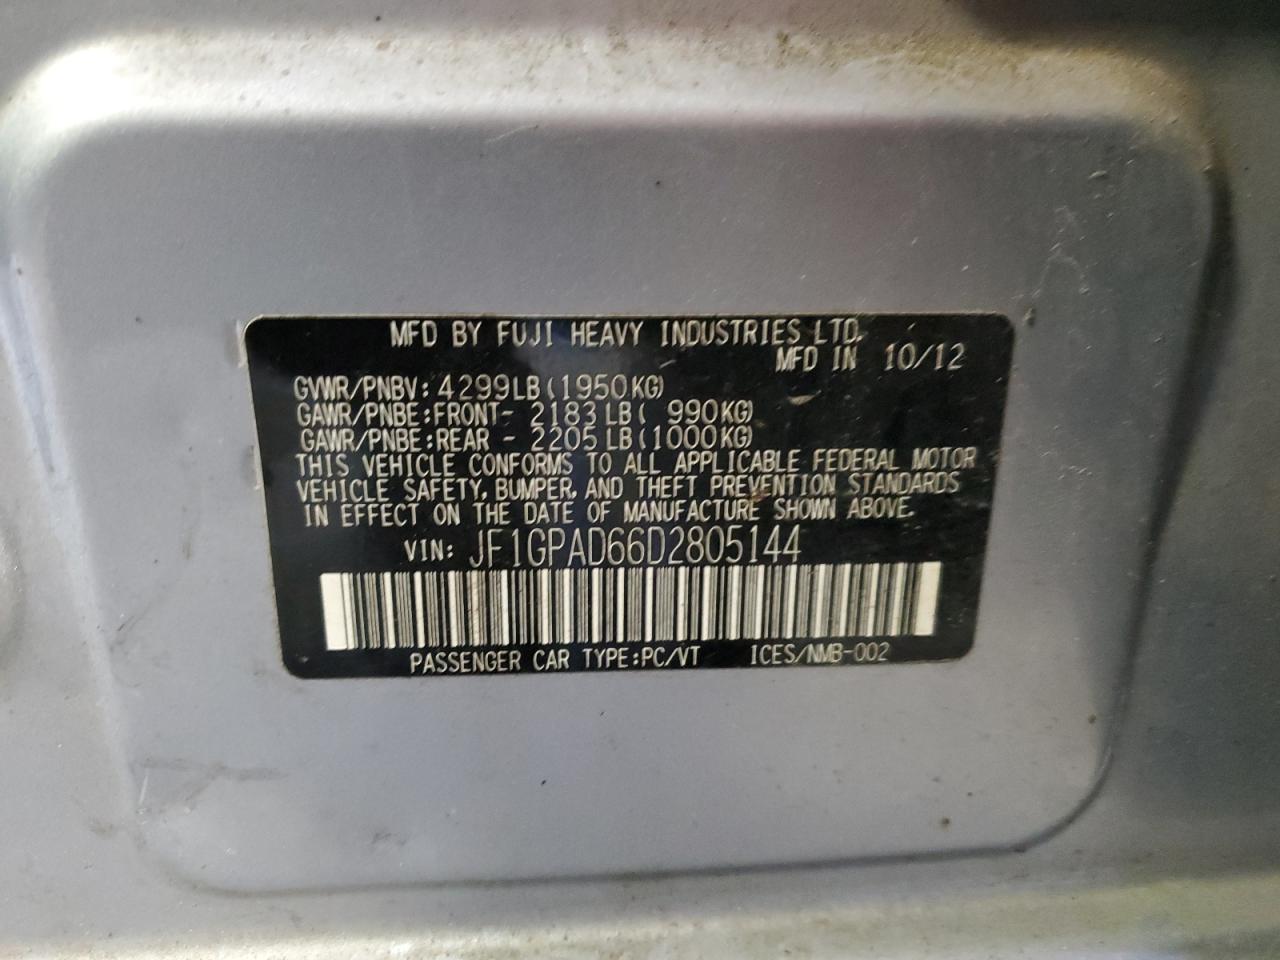 MFD BY FUJI HEAVY INDUSTRIES LTD.
MFD IN 10/12
GVWR/PNBV: 4299LB(1950KG)
GAWR/PNBE:FRONT- 2183LB( 990KG)
GAWR/PNBE:REAR - 2205LB(1000KG)
THIS VEHICLE CONFORMS TO ALL APPLICABLE FEDERAL MOTOR
VEHICLE SAFETY, BUMPER, AND THEFT PREVENTION STANDARDS
IN EFFECT ON THE DATE OF MANUFACTURE SHOWN ABOVE.
VIN: JF1GPAD66D2805144
PASSENGER CAR TYPE:PC/VT ICES/NMB-002